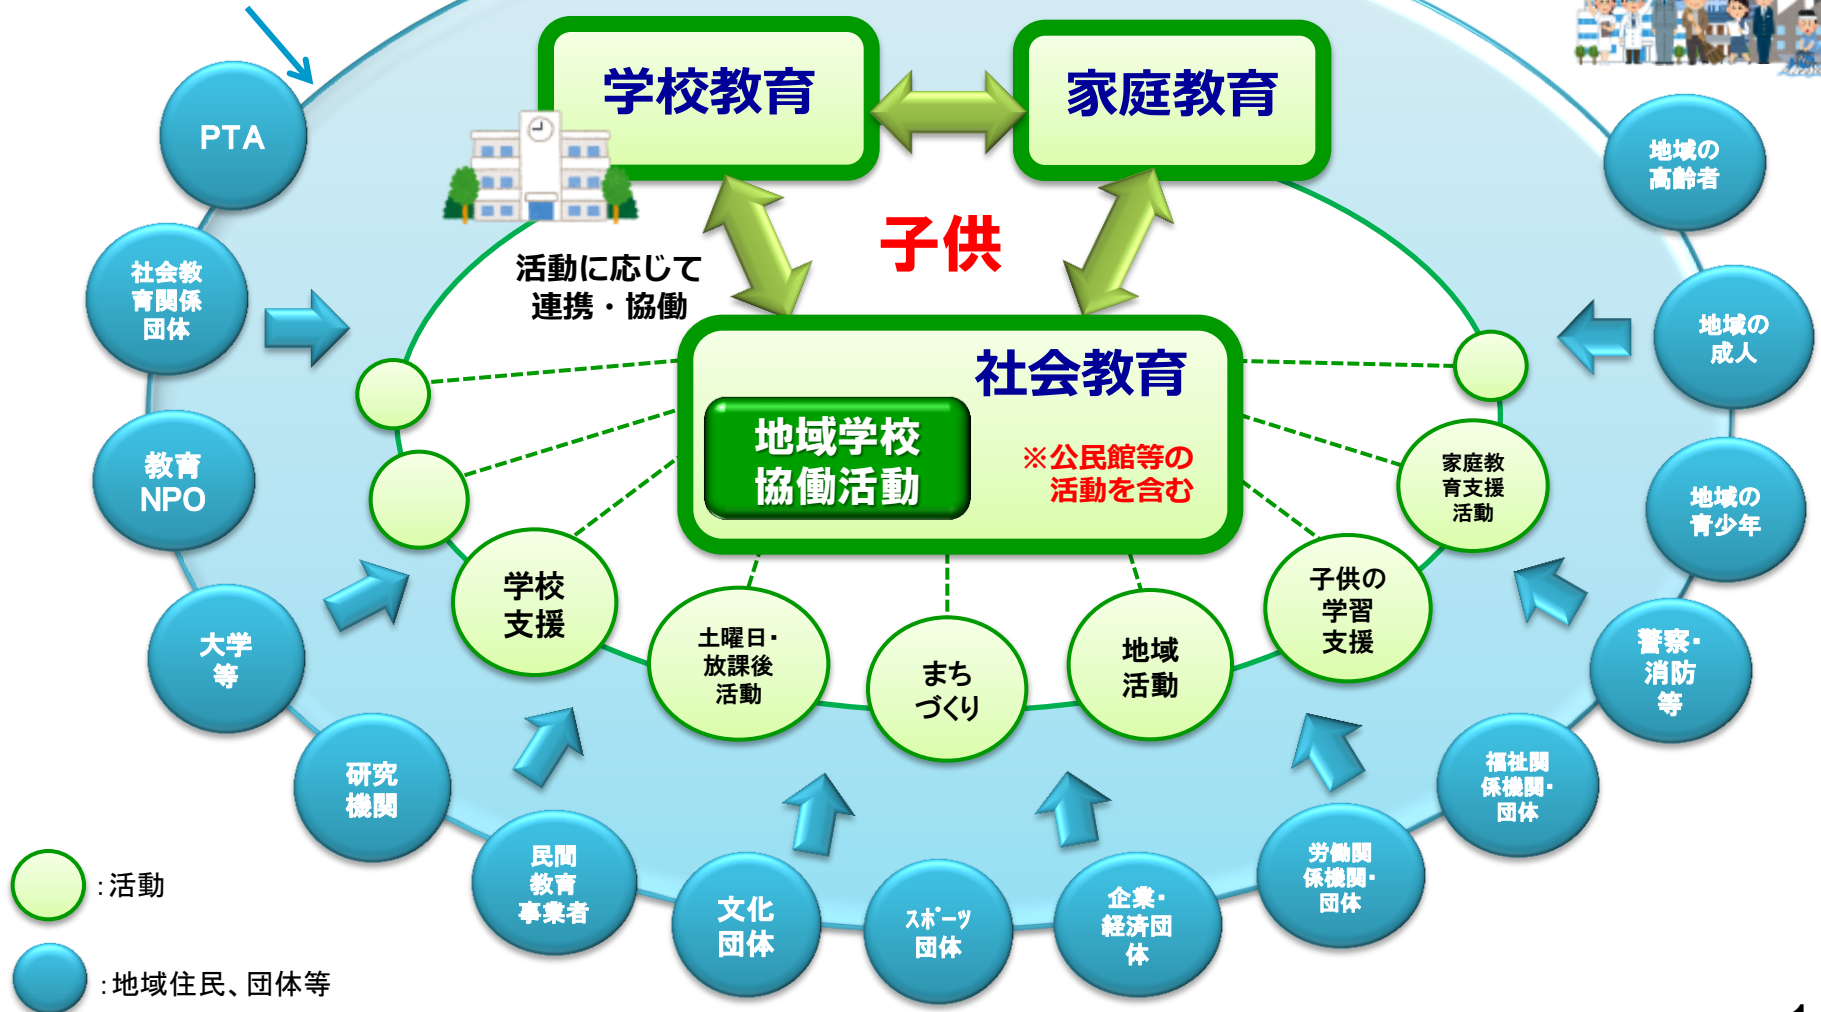 学校教育
家庭教育
PTA
地域の
高齢者
子供
社会教
育関係
団体
活動に応じて
連携・協働
地域の
成人
社会教育
地域学校
協働活動
※公民館等の
活動を含む
教育
NPO
家庭教
育支援
活動
地域の
青少年
学校
支援
土曜日・
放課後
活動
まち
づくり
地域
活動
子供の
学習
支援
大学
等
警察・
消防
等
研究
機関
福祉関
係機関・
団体
民間
教育
事業者
文化
団体
スポーツ
団体
企業・
経済団
体
労働関
係機関・
団体
：活動
：地域住民、団体等